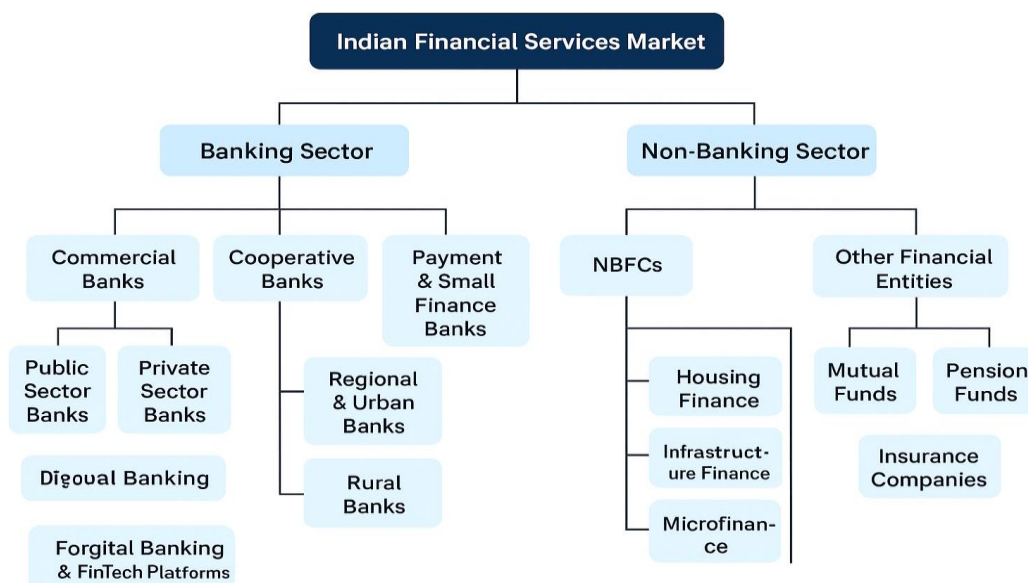 Indian Financial Services Market
Banking Sector
Non-Banking Sector
Commercial
Banks
Cooperative
Banks
Payment
& Small
Finance
Banks
NBFCs
Other Financial
Entities
Public
Sector
Banks
Private
Sector
Banks
Regional
& Urban
Banks
Rural
Banks
Housing
Finance
Infrastruct-
ure Finance
Microfinan-
ce
Mutual
Funds
Pension
Funds
Insurance
Companies
Banking
Forgital Banking
& FinTech Platforms